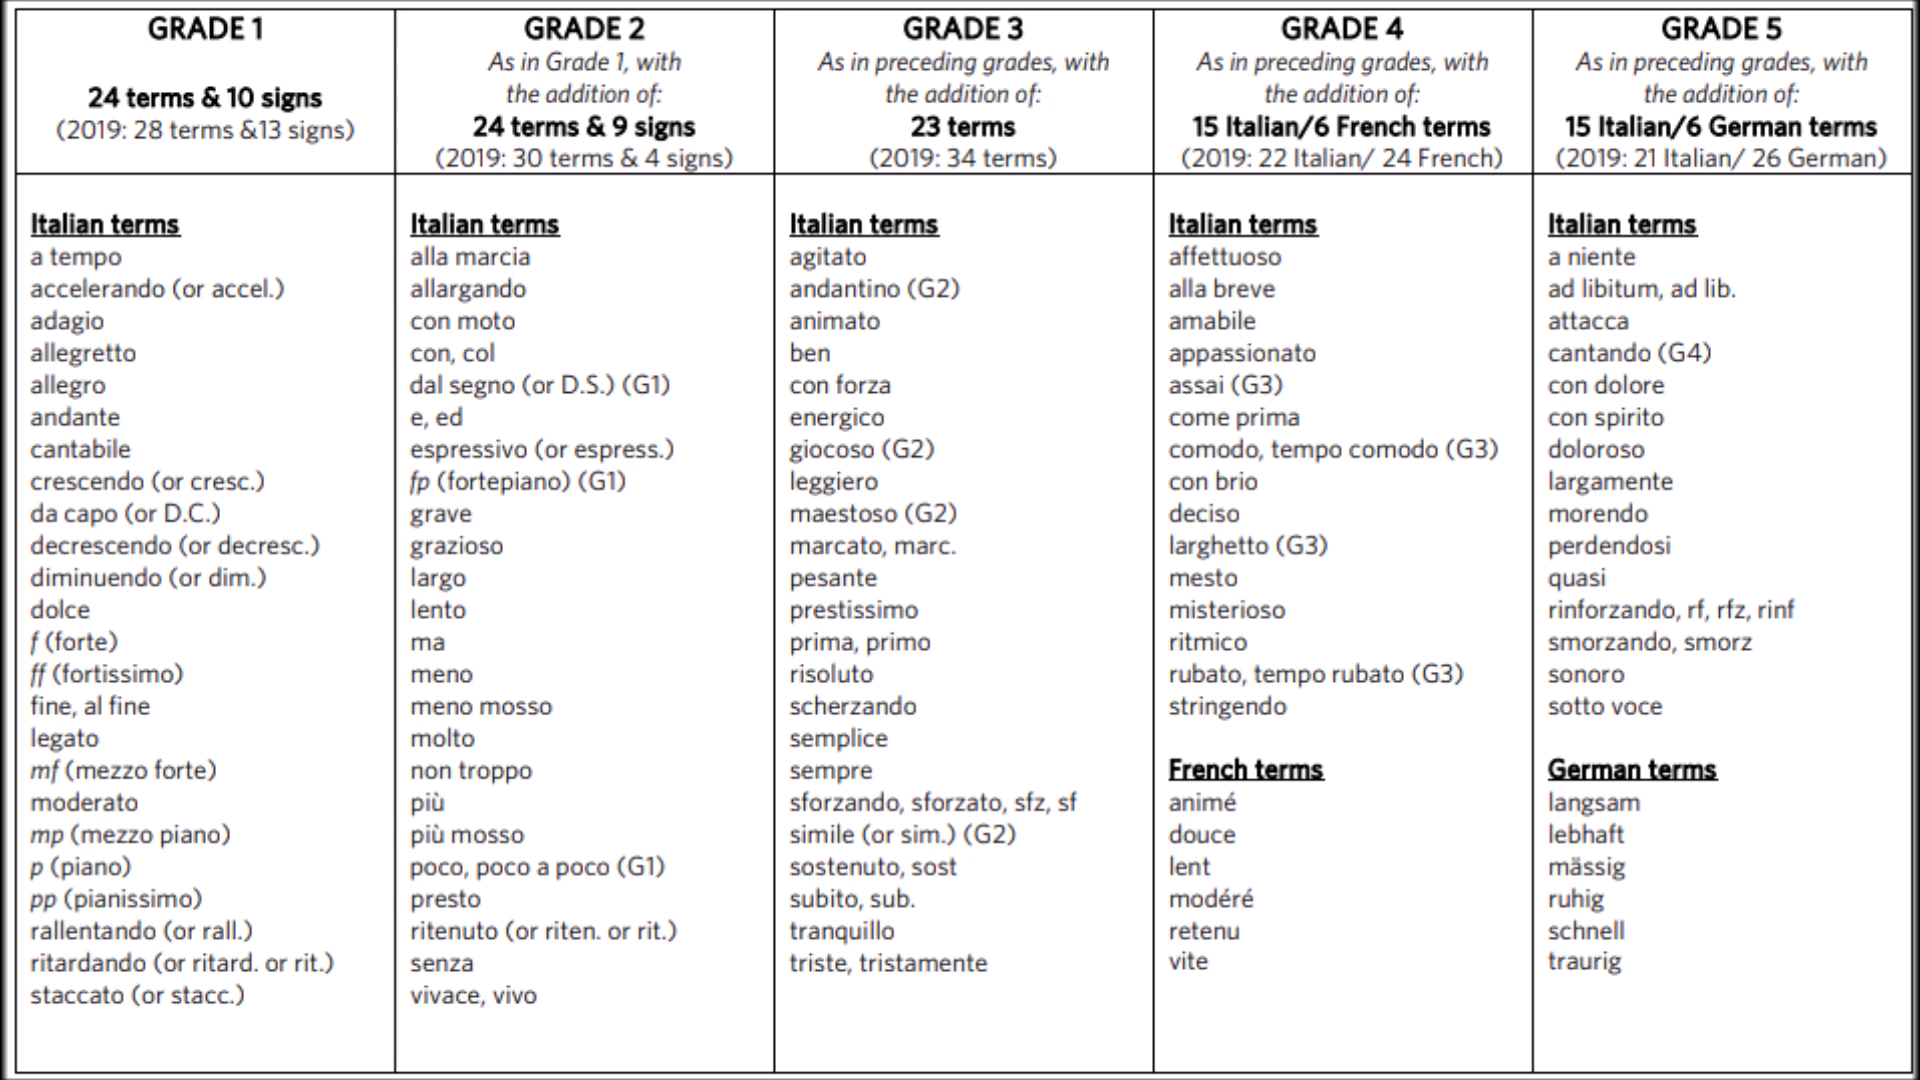 GRADE 1
24 terms & 10 signs
(2019: 28 terms &13 signs)
GRADE 2
As in Grade 1, with
the addition of:
24 terms & 9 signs
(2019: 30 terms & 4 signs)
GRADE 3
As in preceding grades, with
the addition of:
23 terms
(2019: 34 terms)
GRADE 4
As in preceding grades, with
the addition of:
15 Italian/6 French terms
(2019: 22 Italian/ 24 French)
GRADE 5
As in preceding grades, with
the addition of:
15 Italian/6 German terms
(2019: 21 Italian/ 26 German)
Italian terms
a tempo
accelerando (or accel.)
adagio
allegretto
allegro
andante
cantabile
crescendo (or cresc.)
da capo (or D.C.)
decrescendo (or decresc.)
diminuendo (or dim.)
dolce
f (forte)
ff (fortissimo)
fine, al fine
legato
mf (mezzo forte)
moderato
mp (mezzo piano)
p (piano)
pp (pianissimo)
rallentando (or rall.)
ritardando (or ritard. or rit.)
staccato (or stacc.)
Italian terms
alla marcia
allargando
con moto
con, col
dal segno (or D.S.) (G1)
e, ed
espressivo (or espress.)
fp (fortepiano) (G1)
grave
grazioso
largo
lento
ma
meno
meno mosso
molto
non troppo
più
più mosso
poco, poco a poco (G1)
presto
ritenuto (or riten. or rit.)
senza
vivace, vivo
Italian terms
agitato
andantino (G2)
animato
ben
con forza
energico
giocoso (G2)
leggiero
maestoso (G2)
marcato, marc.
pesante
prestissimo
prima, primo
risoluto
scherzando
semplice
sempre
sforzando, sforzato, sfz, sf
simile (or sim.) (G2)
sostenuto, sost
subito, sub.
tranquillo
triste, tristamente
Italian terms
affettuoso
alla breve
amabile
appassionato
assai (G3)
come prima
comodo, tempo comodo (G3)
con brio
deciso
larghetto (G3)
mesto
misterioso
ritmico
rubato, tempo rubato (G3)
stringendo
French terms
animé
douce
lent
modéré
retenu
vite
Italian terms
a niente
ad libitum, ad lib.
attacca
cantando (G4)
con dolore
con spirito
doloroso
largamente
morendo
perdendosi
quasi
rinforzando, rf, rfz, rinf
smorzando, smorz
sonoro
sotto voce
German terms
langsam
lebhaft
mässig
ruhig
schnell
traurig